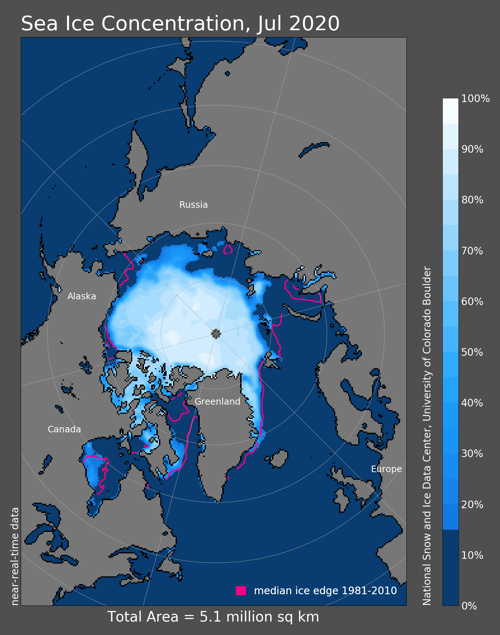 Sea Ice Concentration, Jul 2020
Russia
Alaska
Greenland
Canada
Europe
median ice edge 1981-2010
near-real-time data
Total Area = 5.1 million sq km
100%
90%
80%
70%
60%
50%
40%
30%
20%
10%
0%
National Snow and Ice Data Center, University of Colorado Boulder